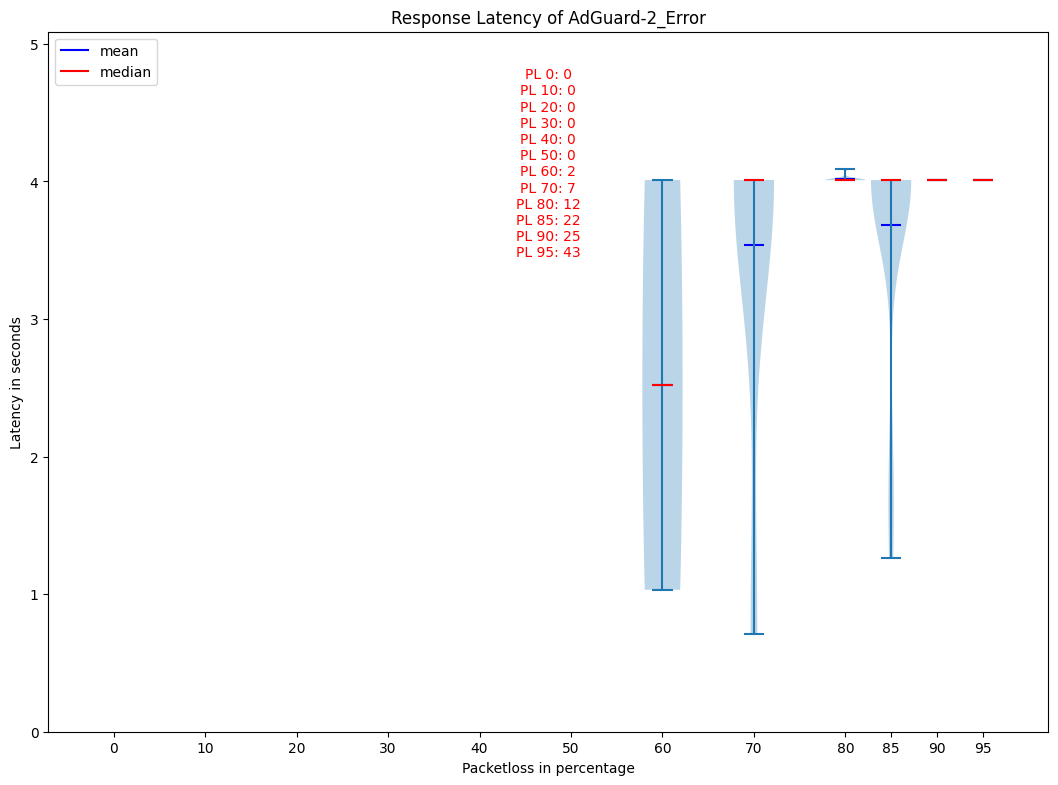 Response Latency of AdGuard-2_Error
mean
median
PL 0: 0
PL 10: 0
PL 20: 0
PL 30: 0
PL 40: 0
PL 50: 0
PL 60: 2
PL 70: 7
PL 80: 12
PL 85: 22
PL 90: 25
PL 95: 43
Latency in seconds
5
4
3
2
1
0
0 10 20 30 40 50 60 70 80 85 90 95
Packetloss in percentage